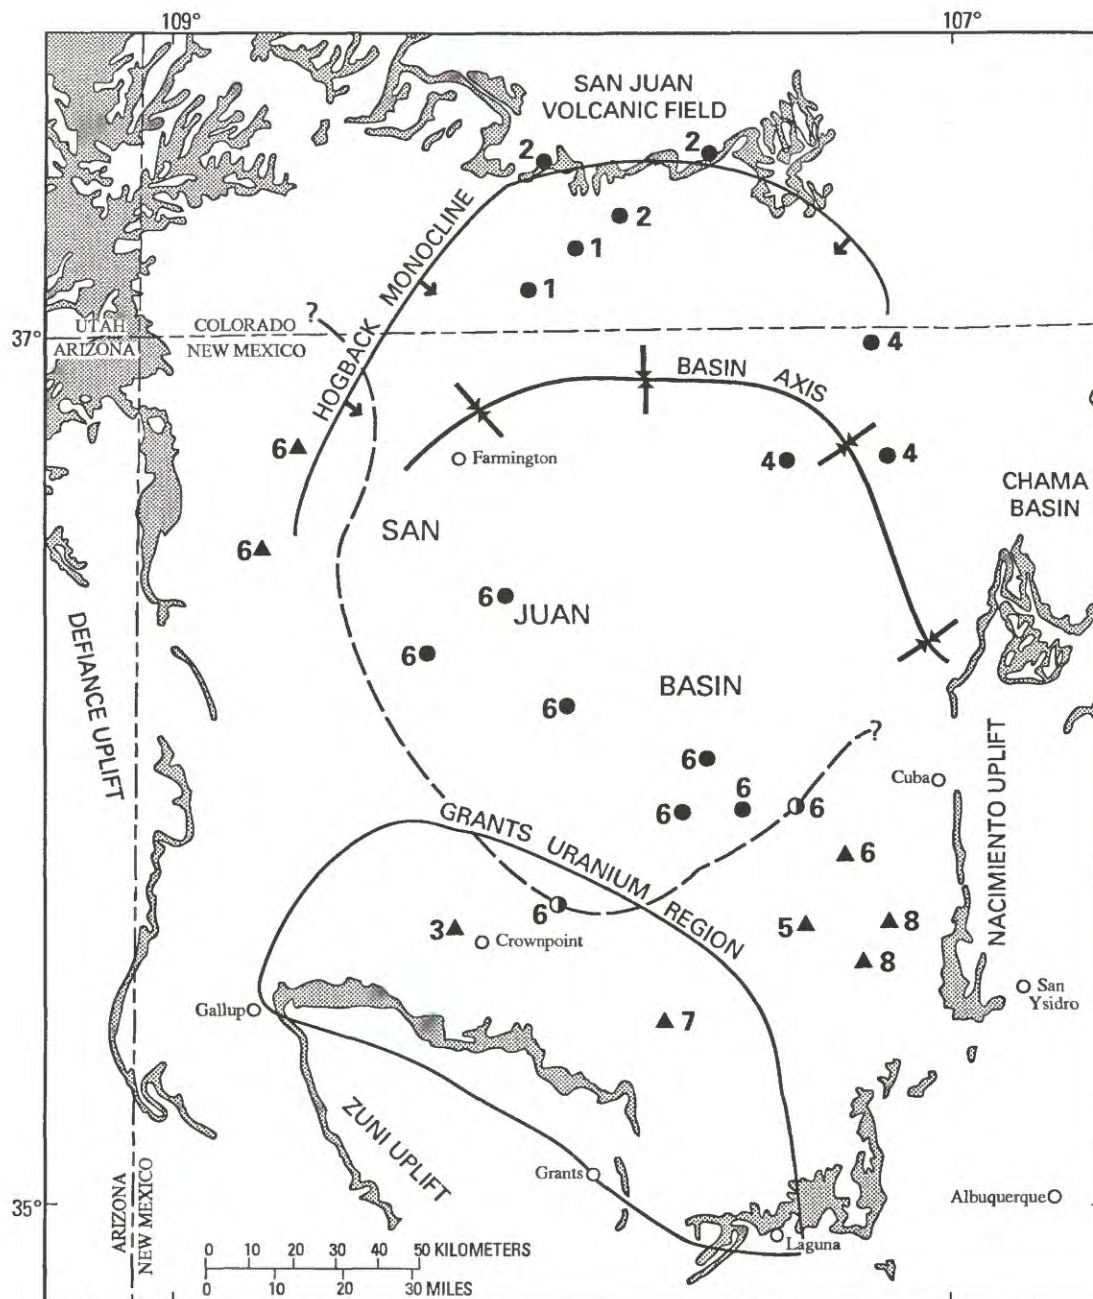 109°
107°
SAN JUAN
VOLCANIC FIELD
2
2
2
1
1
HOGBACK MONOCLINE
?
UTAH
COLORADO
37°
ARIZONA
NEW MEXICO
4
BASIN AXIS
6
Farmington
4
4
CHAMA
BASIN
SAN
6
6
JUAN
DEFIANCE UPLIFT
6
BASIN
6
?
6
Cuba
6
6
6
NACIMIENTO UPLIFT
GRANTS URANIUM REGION
6
6
3
Crownpoint
5
8
8
San
Ysidro
Gallup
7
ZUNI UPLIFT
Grants
35°
ARIZONA
NEW MEXICO
Albuquerque
Laguna
0 10 20 30 40 50 KILOMETERS
0 10 20 30 MILES